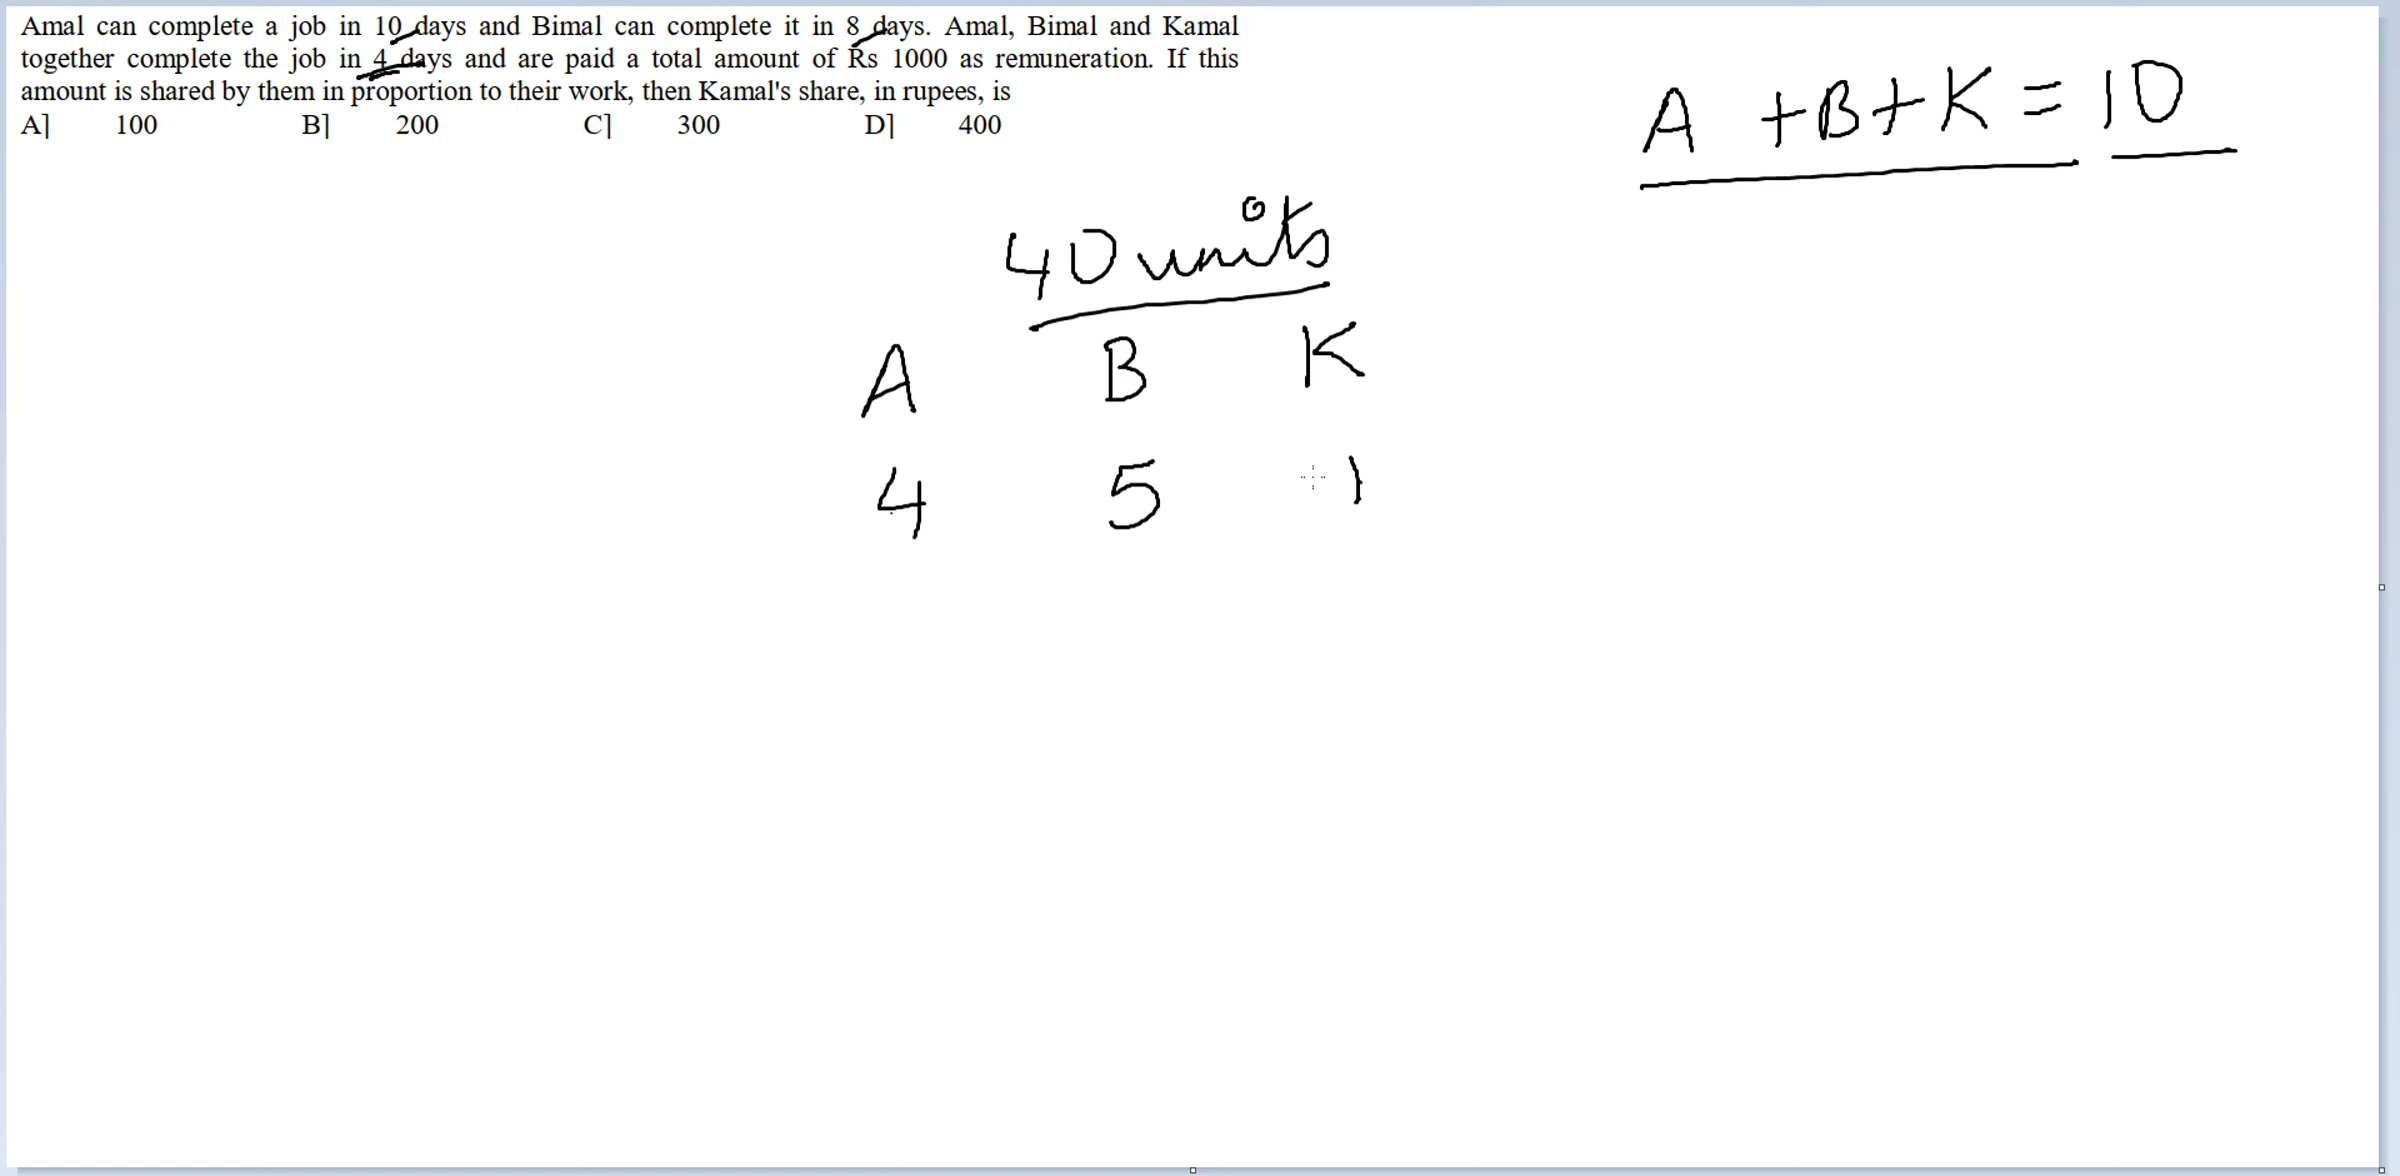 Amal can complete a job in 10 days and Bimal can complete it in 8 days. Amal, Bimal and Kamal
together complete the job in 4 days and are paid a total amount of Rs 1000 as remuneration. If this
amount is shared by them in proportion to their work, then Kamal's share, in rupees, is
A] 100 B] 200 C] 300 D] 400
A + B + K = 10
40 units
A B K
4 5 1